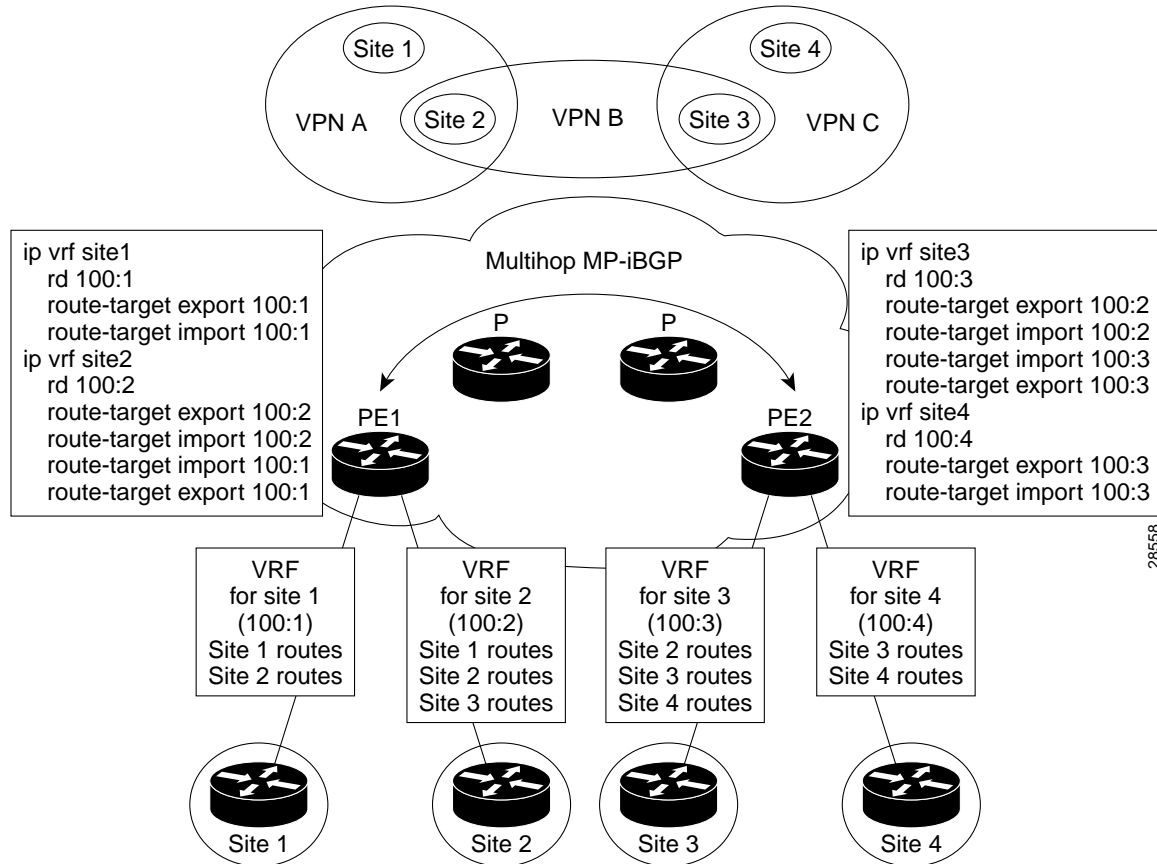 Site 1
Site 4
VPN A
Site 2
VPN B
Site 3
VPN C
ip vrf site1
rd 100:1
route-target export 100:1
route-target import 100:1
ip vrf site2
rd 100:2
route-target export 100:2
route-target import 100:2
route-target import 100:1
route-target export 100:1
Multihop MP-iBGP
P
P
PE1
PE2
ip vrf site3
rd 100:3
route-target export 100:2
route-target import 100:2
route-target import 100:3
route-target export 100:3
ip vrf site4
rd 100:4
route-target export 100:3
route-target import 100:3
28558
VRF
for site 1
(100:1)
Site 1 routes
Site 2 routes
VRF
for site 2
(100:2)
Site 1 routes
Site 2 routes
Site 3 routes
VRF
for site 3
(100:3)
Site 2 routes
Site 3 routes
Site 4 routes
VRF
for site 4
(100:4)
Site 3 routes
Site 4 routes
Site 1
Site 2
Site 3
Site 4